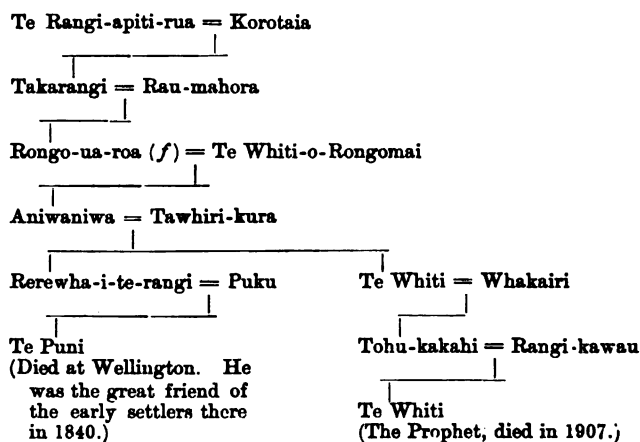 Te Rangi-apiti-rua = Korotaia
Takarangi = Rau-mahora
Rongo-ua-roa (f) = Te Whiti-o-Rongomai
Aniwaniwa = Tawhiri-kura
Rerewha-i-te-rangi = Puku
Te Whiti = Whakairi
Te Puni
(Died at Wellington. He
was the great friend of
the early settlers there
in 1840.)
Tohu-kakahi = Rangi-kawau
Te Whiti
(The Prophet, died in 1907.)